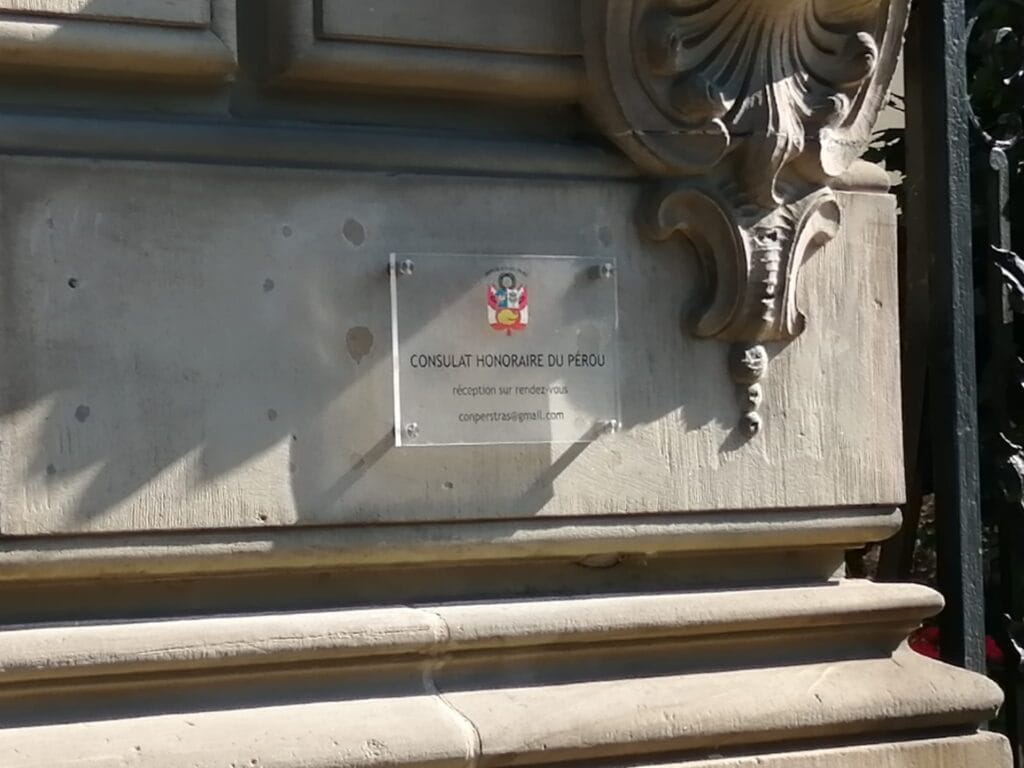 CONSULAT HONORAIRE DU PÉROU
réception sur rendez-vous
conperstras@gmail.com